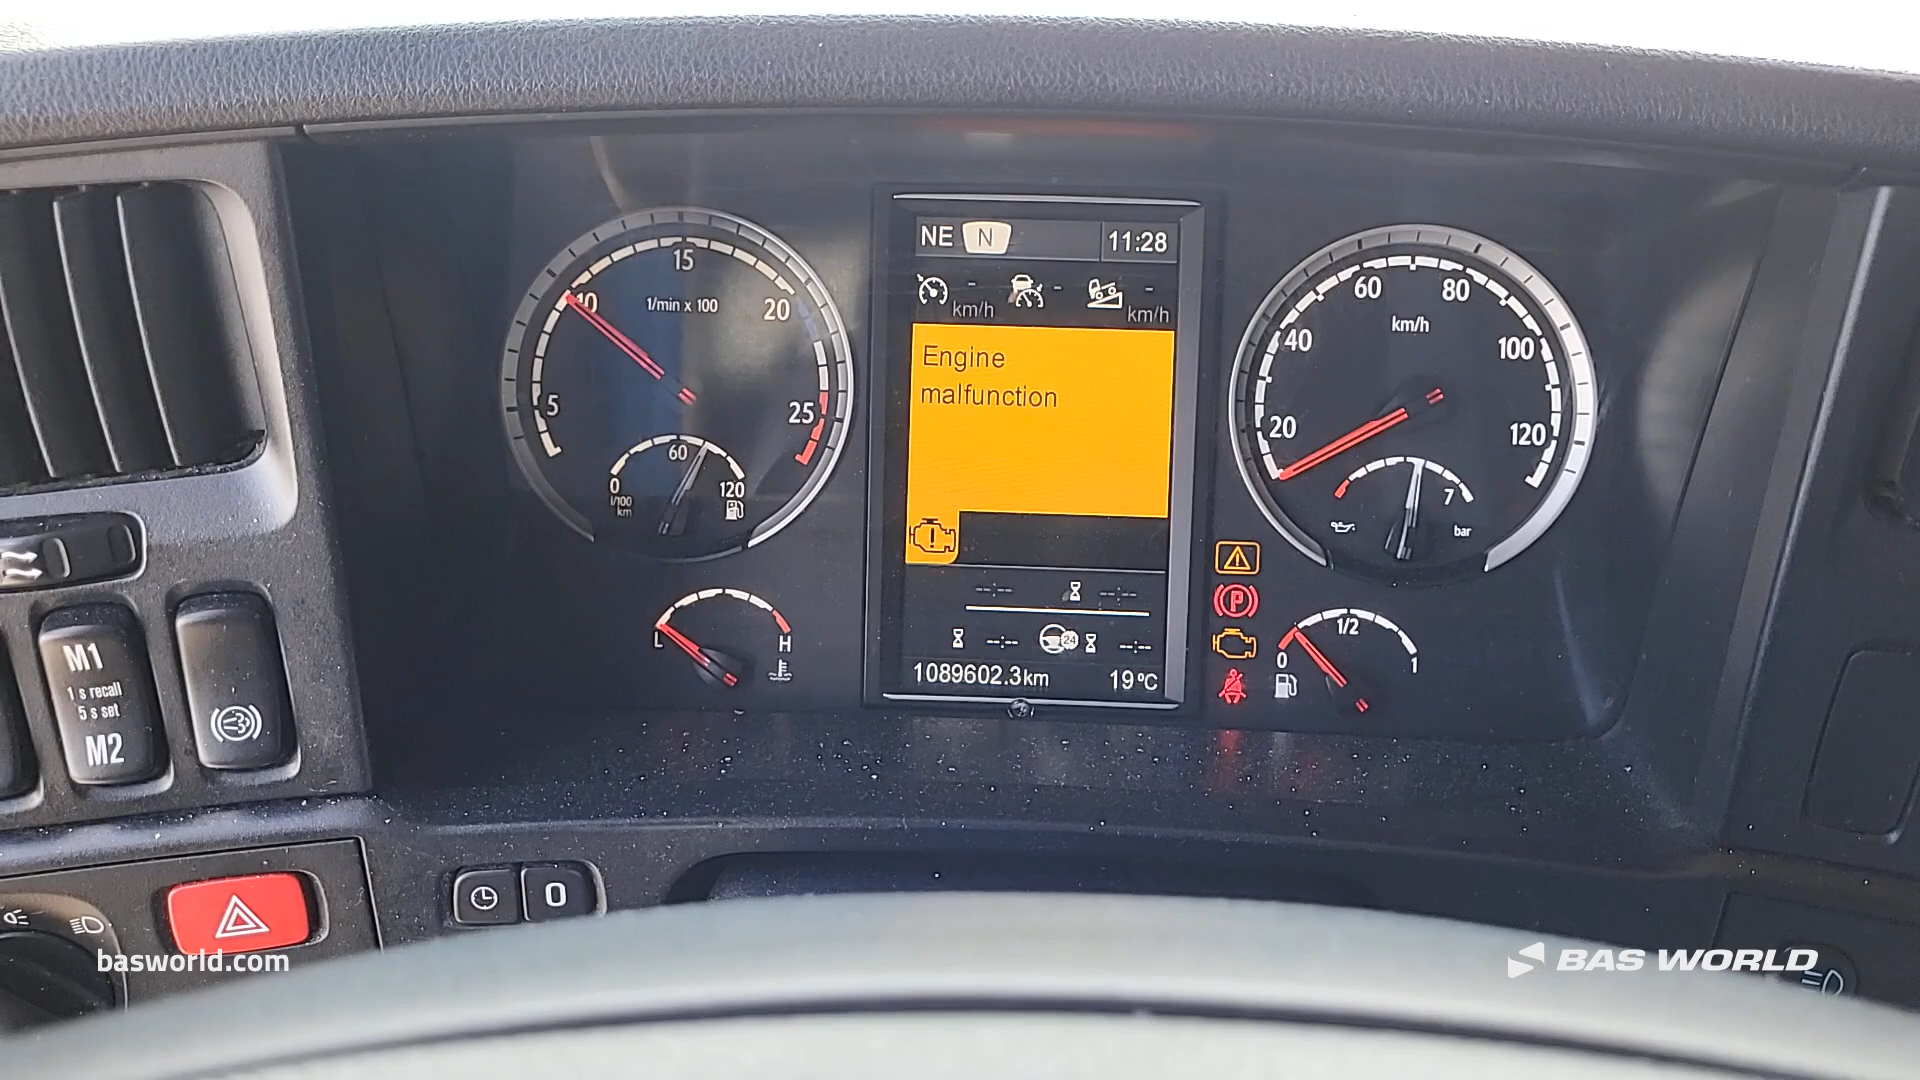 NE N 11:28
km/h
km/h
Engine
malfunction
--:-- --:--
--:-- 24 --:--
1089602.3km 19°C
5 10 15 20 25
1/min x 100
0 60 120
l/100
km
L H
20 40 60 80 100 120
km/h
7
bar
P
0 1/2 1
M1
1 s recall
5 s set
M2
0
basworld.com
BAS WORLD